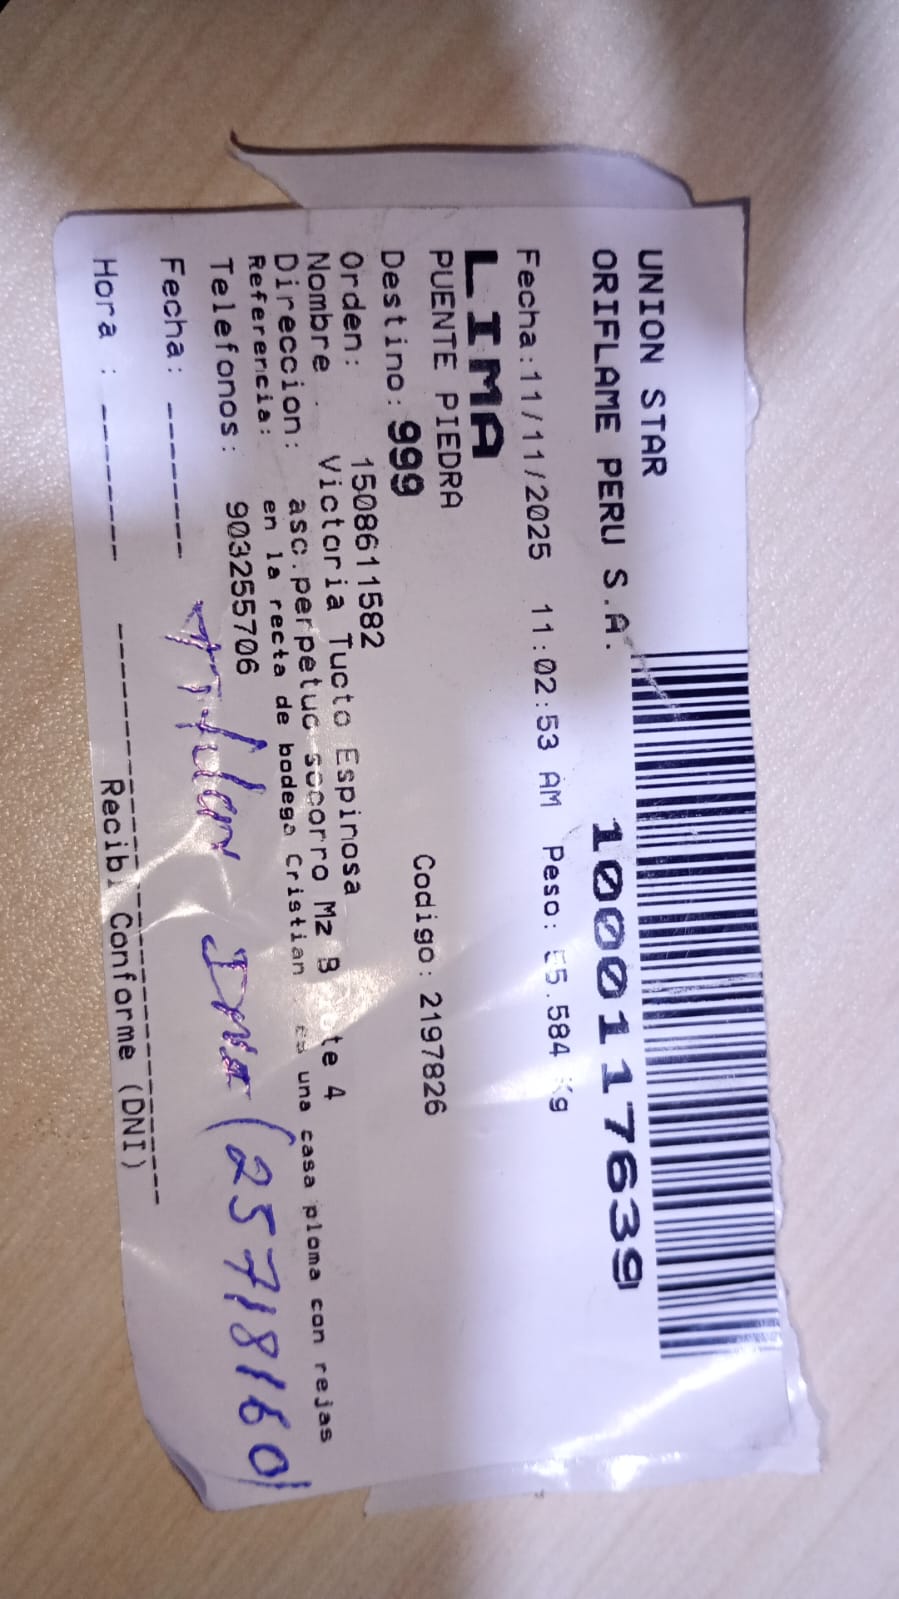 UNION STAR
ORIFLAME PERU S.A. 10001117639
Fecha:11/11/2025 11:02:53 AM Peso: 5.584 Kg
LIMA
PUENTE PIEDRA
Destino: 999 Codigo: 2197826
Orden: 1508611582
Nombre : Victoria Tucto Espinosa
Direccion: asc.perpetuo socorro Mz B te 4
Referencia: en la recta de bodega Cristian es una casa ploma con rejas
Telefonos: 903255706
(25718160)
Fecha: ------
Hora : ------- Recibi Conforme (DNI)